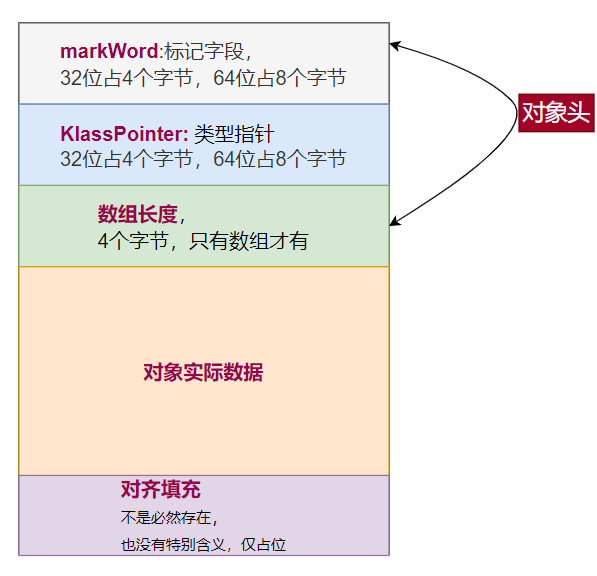 markWord:标记字段，
32位占4个字节，64位占8个字节
对象头
KlassPointer: 类型指针
32位占4个字节，64位占8个字节
数组长度，
4个字节，只有数组才有
对象实际数据
对齐填充
不是必然存在，
也没有特别含义，仅占位